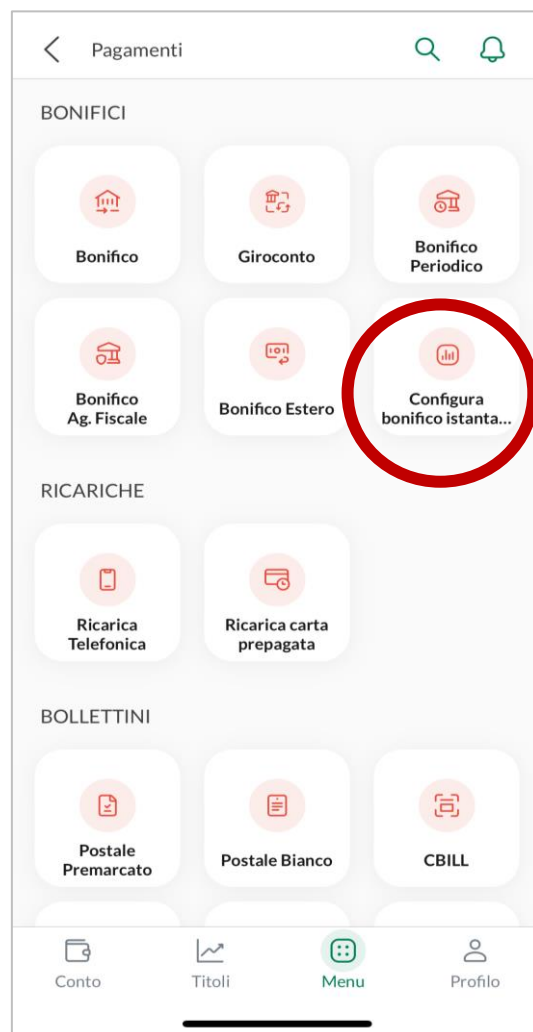 Pagamenti
BONIFICI
Bonifico
Giroconto
Bonifico
Periodico
Bonifico
Ag. Fiscale
Bonifico Estero
Configura
bonifico istanta...
RICARICHE
Ricarica
Telefonica
Ricarica carta
prepagata
BOLLETTINI
Postale
Premarcato
Postale Bianco
CBILL
Conto
Titoli
Menu
Profilo